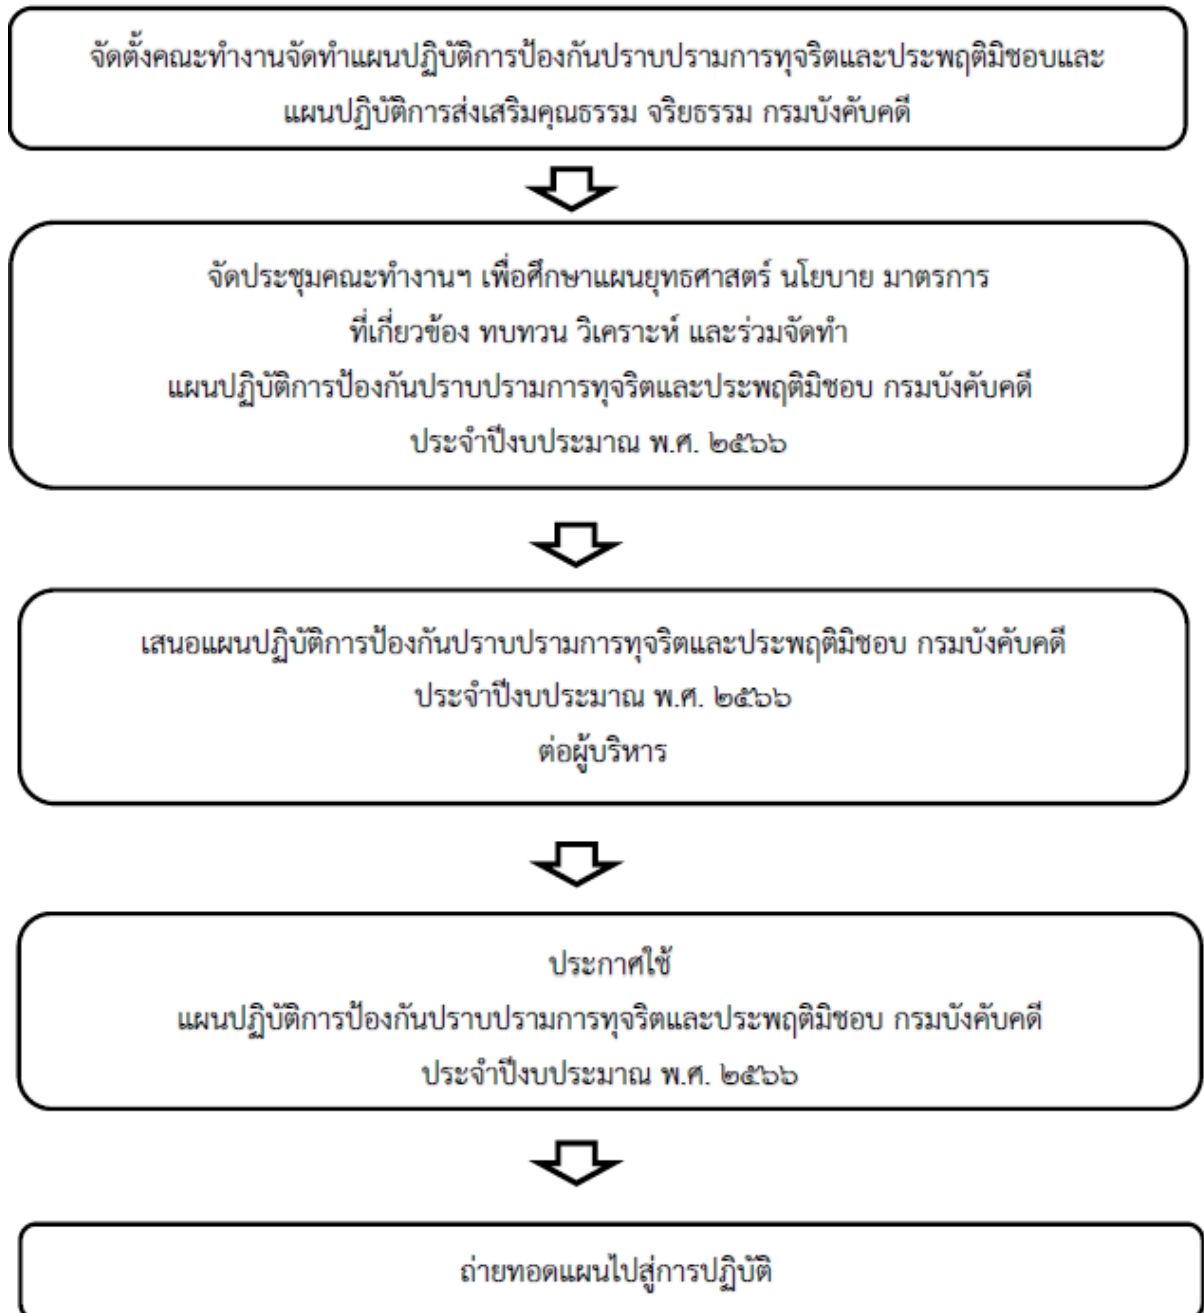 จัดตั้งคณะทำงานจัดทำแผนปฏิบัติการป้องกันปราบปรามการทุจริตและประพฤติมิชอบและ
แผนปฏิบัติการส่งเสริมคุณธรรม จริยธรรม กรมบังคับคดี
จัดประชุมคณะทำงานฯ เพื่อศึกษาแผนยุทธศาสตร์ นโยบาย มาตรการ
ที่เกี่ยวข้อง ทบทวน วิเคราะห์ และร่วมจัดทำ
แผนปฏิบัติการป้องกันปราบปรามการทุจริตและประพฤติมิชอบ กรมบังคับคดี
ประจำปีงบประมาณ พ.ศ. ๒๕๖๖
เสนอแผนปฏิบัติการป้องกันปราบปรามการทุจริตและประพฤติมิชอบ กรมบังคับคดี
ประจำปีงบประมาณ พ.ศ. ๒๕๖๖
ต่อผู้บริหาร
ประกาศใช้
แผนปฏิบัติการป้องกันปราบปรามการทุจริตและประพฤติมิชอบ กรมบังคับคดี
ประจำปีงบประมาณ พ.ศ. ๒๕๖๖
ถ่ายทอดแผนไปสู่การปฏิบัติ